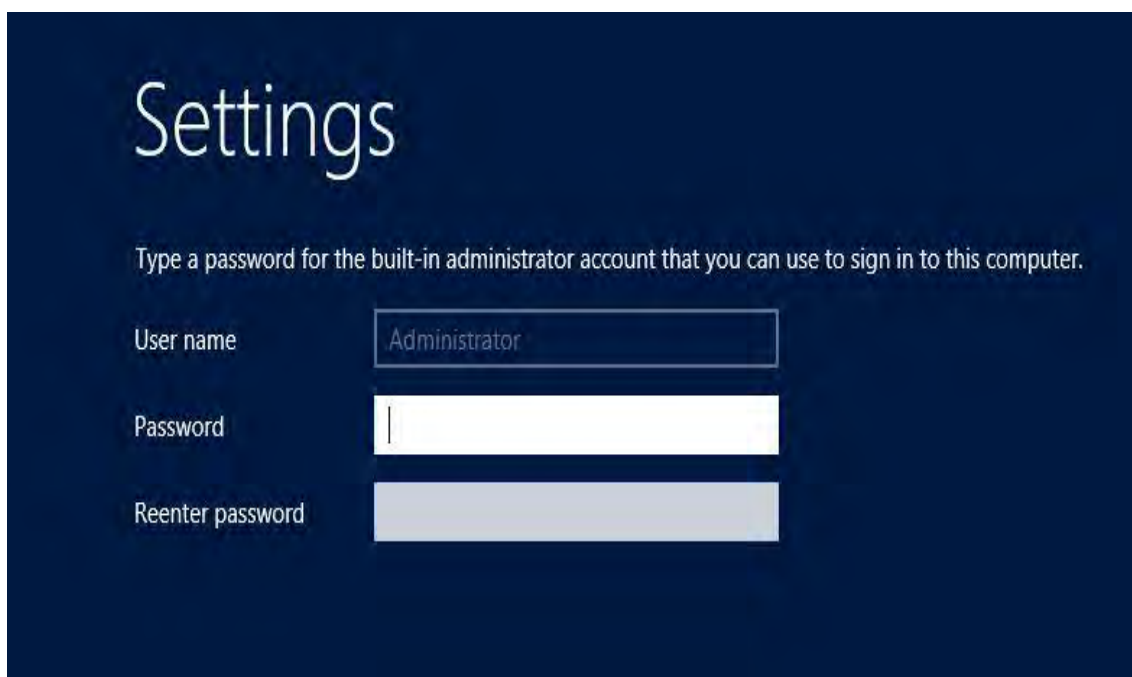 Settings
Type a password for the built-in administrator account that you can use to sign in to this computer.
User name
Administrator
Password
Reenter password